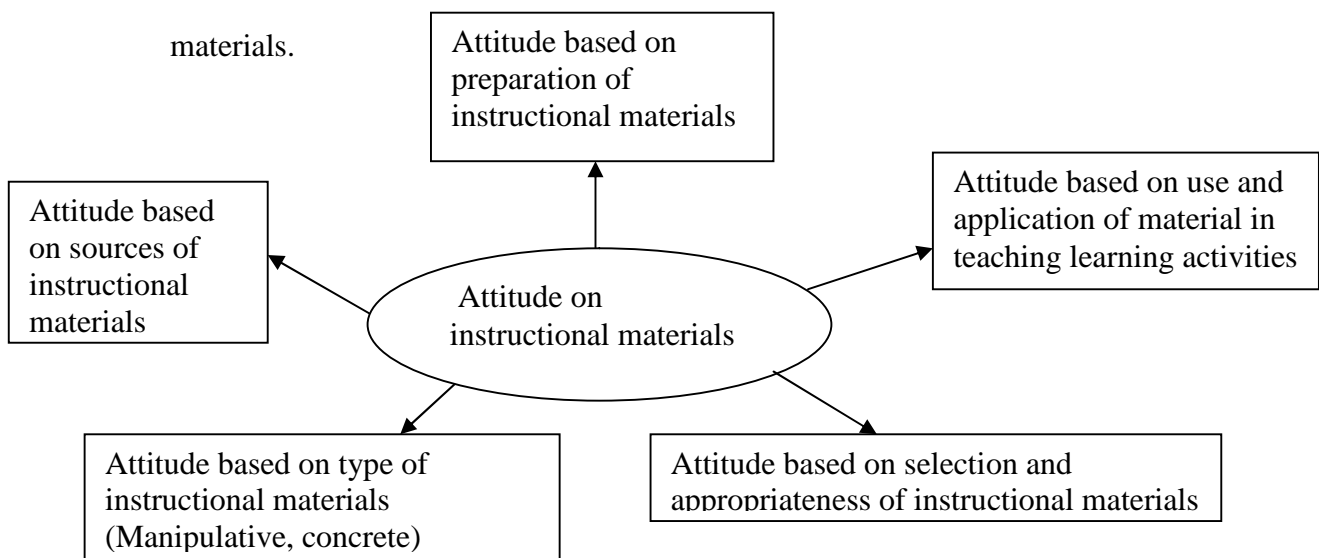 materials.
Attitude based on
preparation of
instructional materials
Attitude based on use and
application of material in
teaching learning activities
Attitude based
on sources of
instructional
materials
Attitude on
instructional materials
Attitude based on type of
instructional materials
(Manipulative, concrete)
Attitude based on selection and
appropriateness of instructional materials